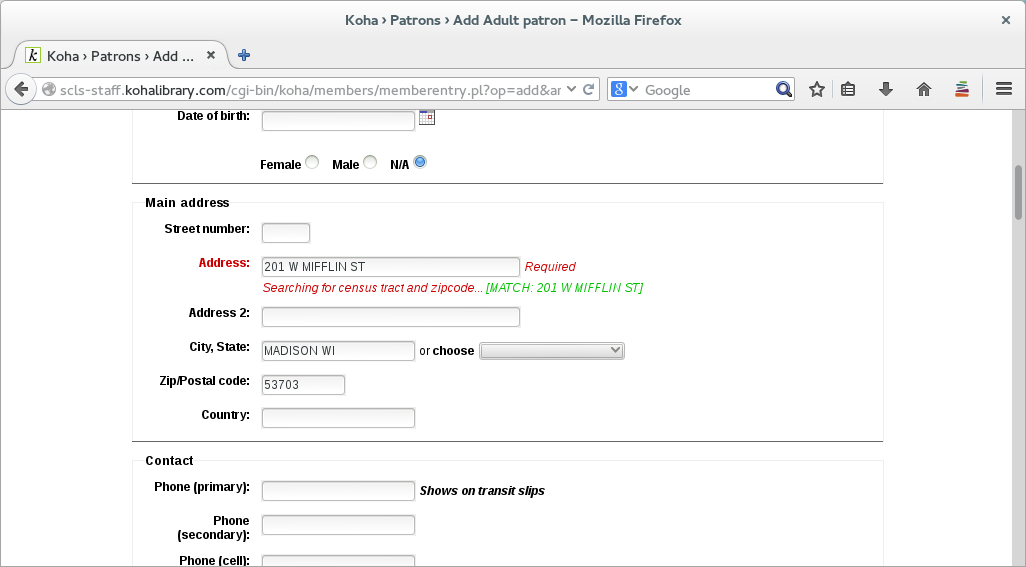 Koha › Patrons › Add Adult patron – Mozilla Firefox
k Koha › Patrons › Add ...
scls-staff.kohalibrary.com/cgi-bin/koha/members/memberentry.pl?op=add&ar
8 Google
Date of birth:
Female Male N/A
Main address
Street number:
Address: 201 W MIFFLIN ST Required
Searching for census tract and zipcode... [MATCH: 201 W MIFFLIN ST]
Address 2:
City, State: MADISON WI or choose
Zip/Postal code: 53703
Country:
Contact
Phone (primary): Shows on transit slips
Phone
(secondary):
Phone (cell):